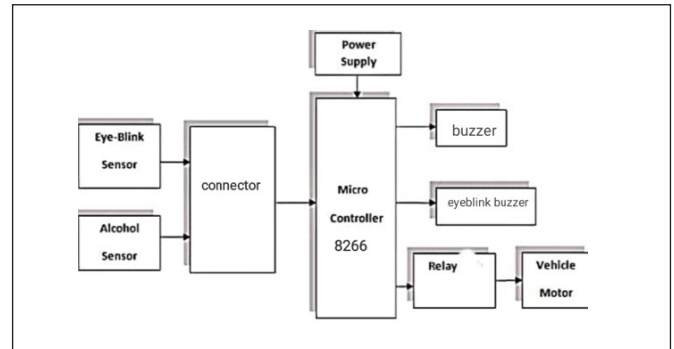 Power
Supply
Eye-Blink
Sensor
connector
Alcohol
Sensor
Micro
Controller
8266
buzzer
eyeblink buzzer
Relay
Vehicle
Motor